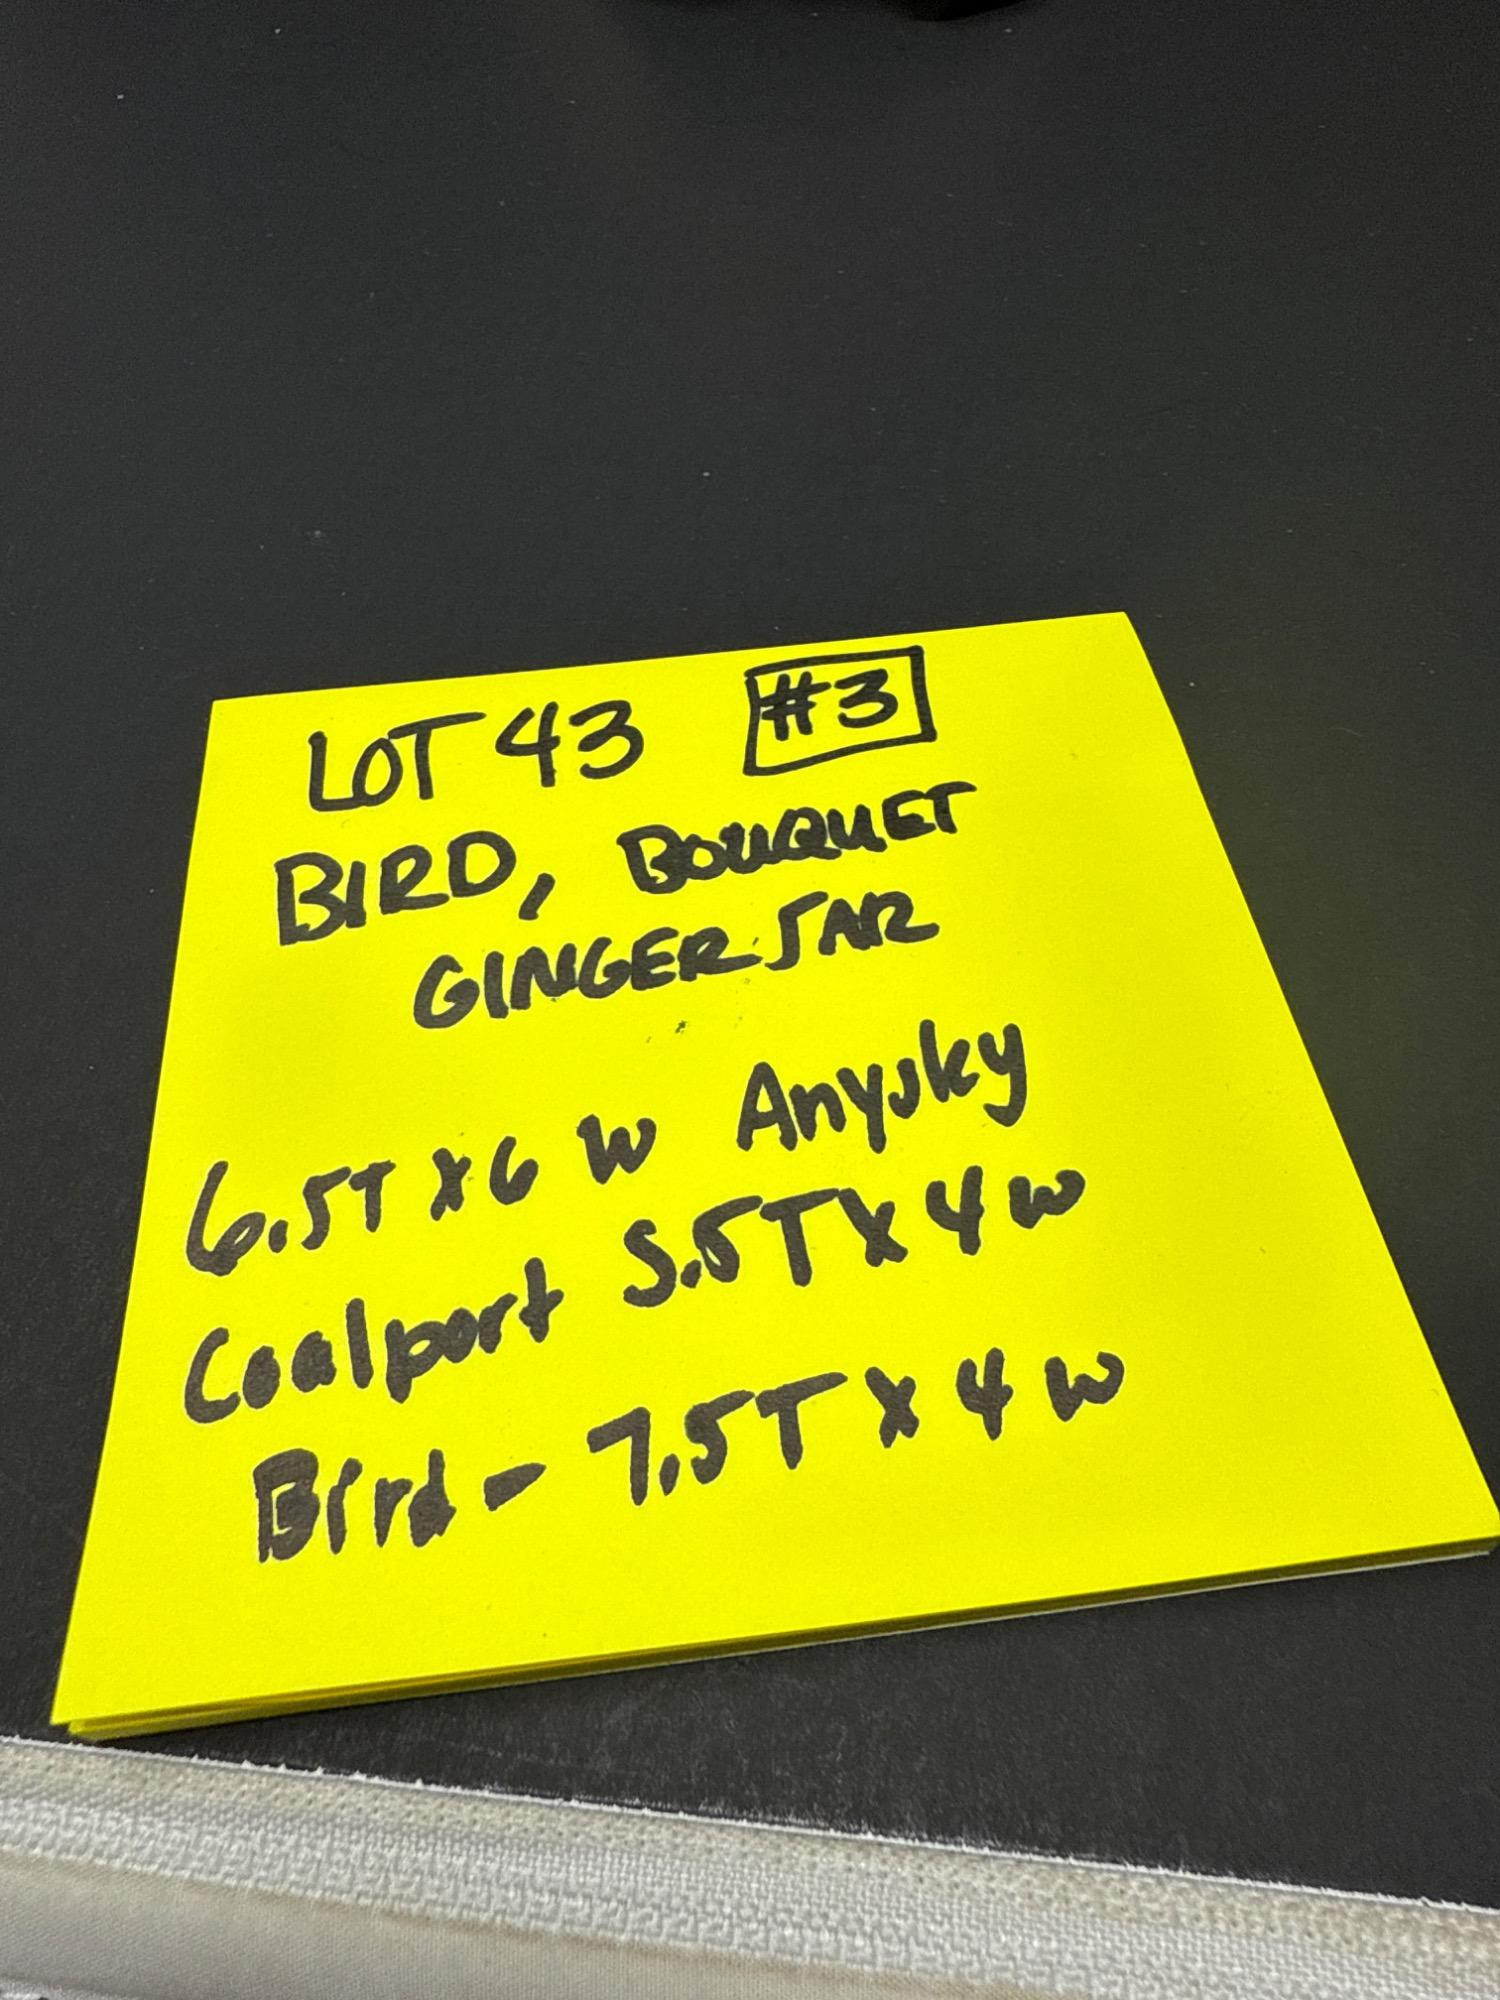 LOT 43 #3
BIRD, BOUQUET
GINGER JAR
6.5T x 6 W Anysky
Coalport 5.5T x 4 w
Bird - 7.5T x 4 w